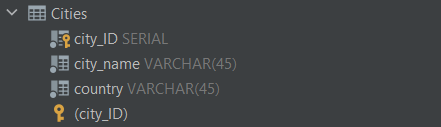 Cities
city_ID SERIAL
city_name VARCHAR(45)
country VARCHAR(45)
(city_ID)